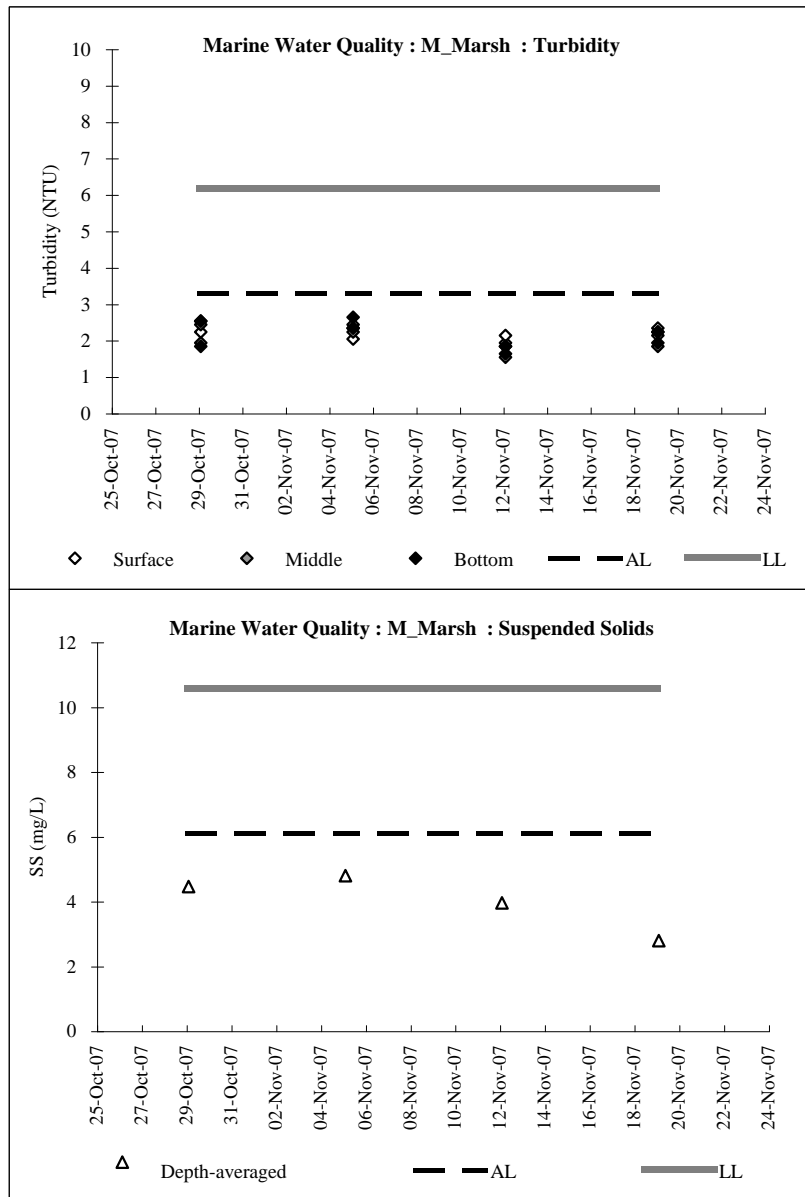 Marine Water Quality : M_Marsh : Turbidity
10
9
8
7
6
5
4
3
2
1
0
Turbidity (NTU)
25-Oct-07
27-Oct-07
29-Oct-07
31-Oct-07
02-Nov-07
04-Nov-07
06-Nov-07
08-Nov-07
10-Nov-07
12-Nov-07
14-Nov-07
16-Nov-07
18-Nov-07
20-Nov-07
22-Nov-07
24-Nov-07
Surface Middle Bottom AL LL
Marine Water Quality : M_Marsh : Suspended Solids
12
10
8
6
4
2
0
SS (mg/L)
25-Oct-07
27-Oct-07
29-Oct-07
31-Oct-07
02-Nov-07
04-Nov-07
06-Nov-07
08-Nov-07
10-Nov-07
12-Nov-07
14-Nov-07
16-Nov-07
18-Nov-07
20-Nov-07
22-Nov-07
24-Nov-07
Depth-averaged AL LL